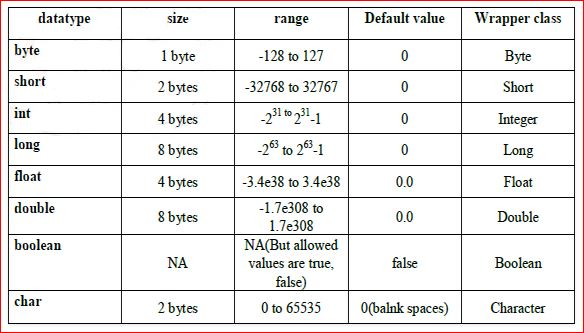 datatype size range Default value Wrapper class
byte 1 byte -128 to 127 0 Byte
short 2 bytes -32768 to 32767 0 Short
int 4 bytes -2^31 to 2^31-1 0 Integer
long 8 bytes -2^63 to 2^63-1 0 Long
float 4 bytes -3.4e38 to 3.4e38 0.0 Float
double 8 bytes -1.7e308 to
1.7e308 0.0 Double
boolean NA NA(But allowed
values are true,
false) false Boolean
char 2 bytes 0 to 65535 0(balnk spaces) Character